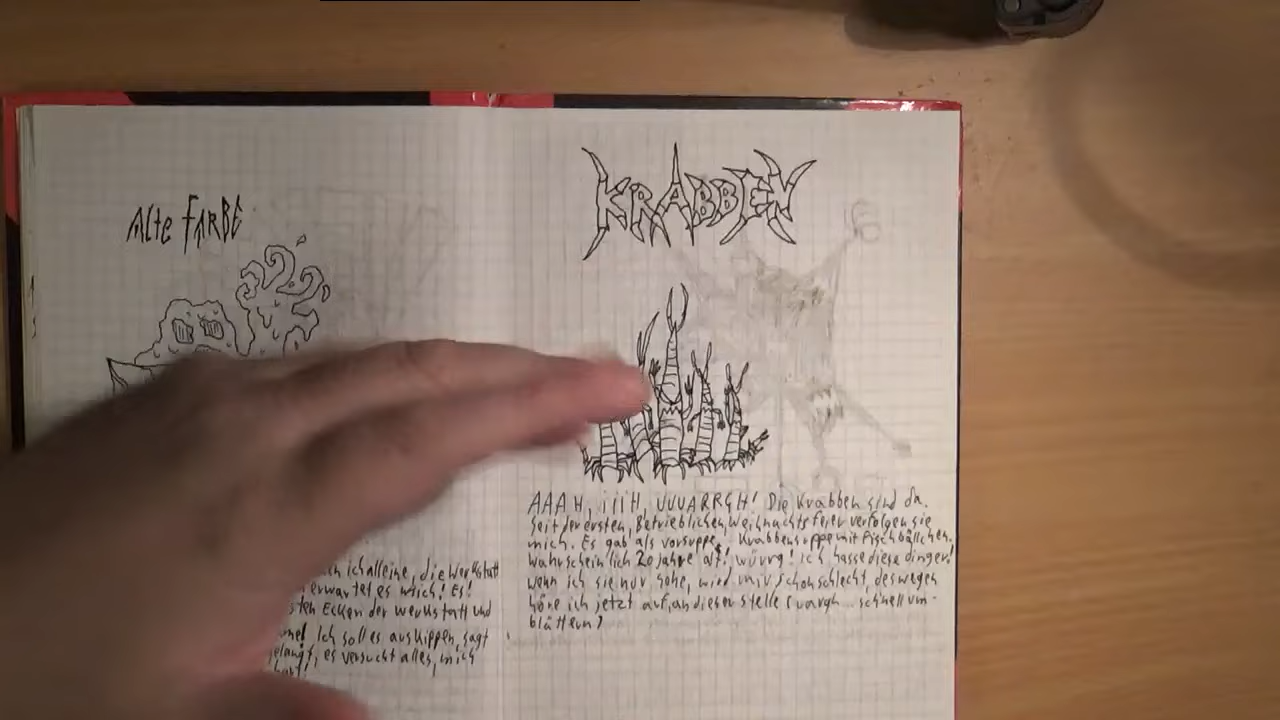 Alte FARBE
ich alleine, die Werkstatt
erwartet es mich! Es!
Ecken der Werkstatt und
Ich soll es auskippen, sagt
es versucht alles, mich
KRABBEN
AAAH, iiiH, UUUARRGH! Die Krabben sind da.
Seit der ersten, Betrieblichen, Weihnachtsfeier verfolgen sie
mich. Es gab als vorsuppe. Krabbensuppe mit Fischbällchen.
Wahrscheinlich 20 jahre alt! würrg! Ich hasse diese dinger!
wenn ich sie nur sehe, wird mir schon schlecht, deswegen
höre ich jetzt auf, an dieser stelle (uargh... schnell um-
blättern)